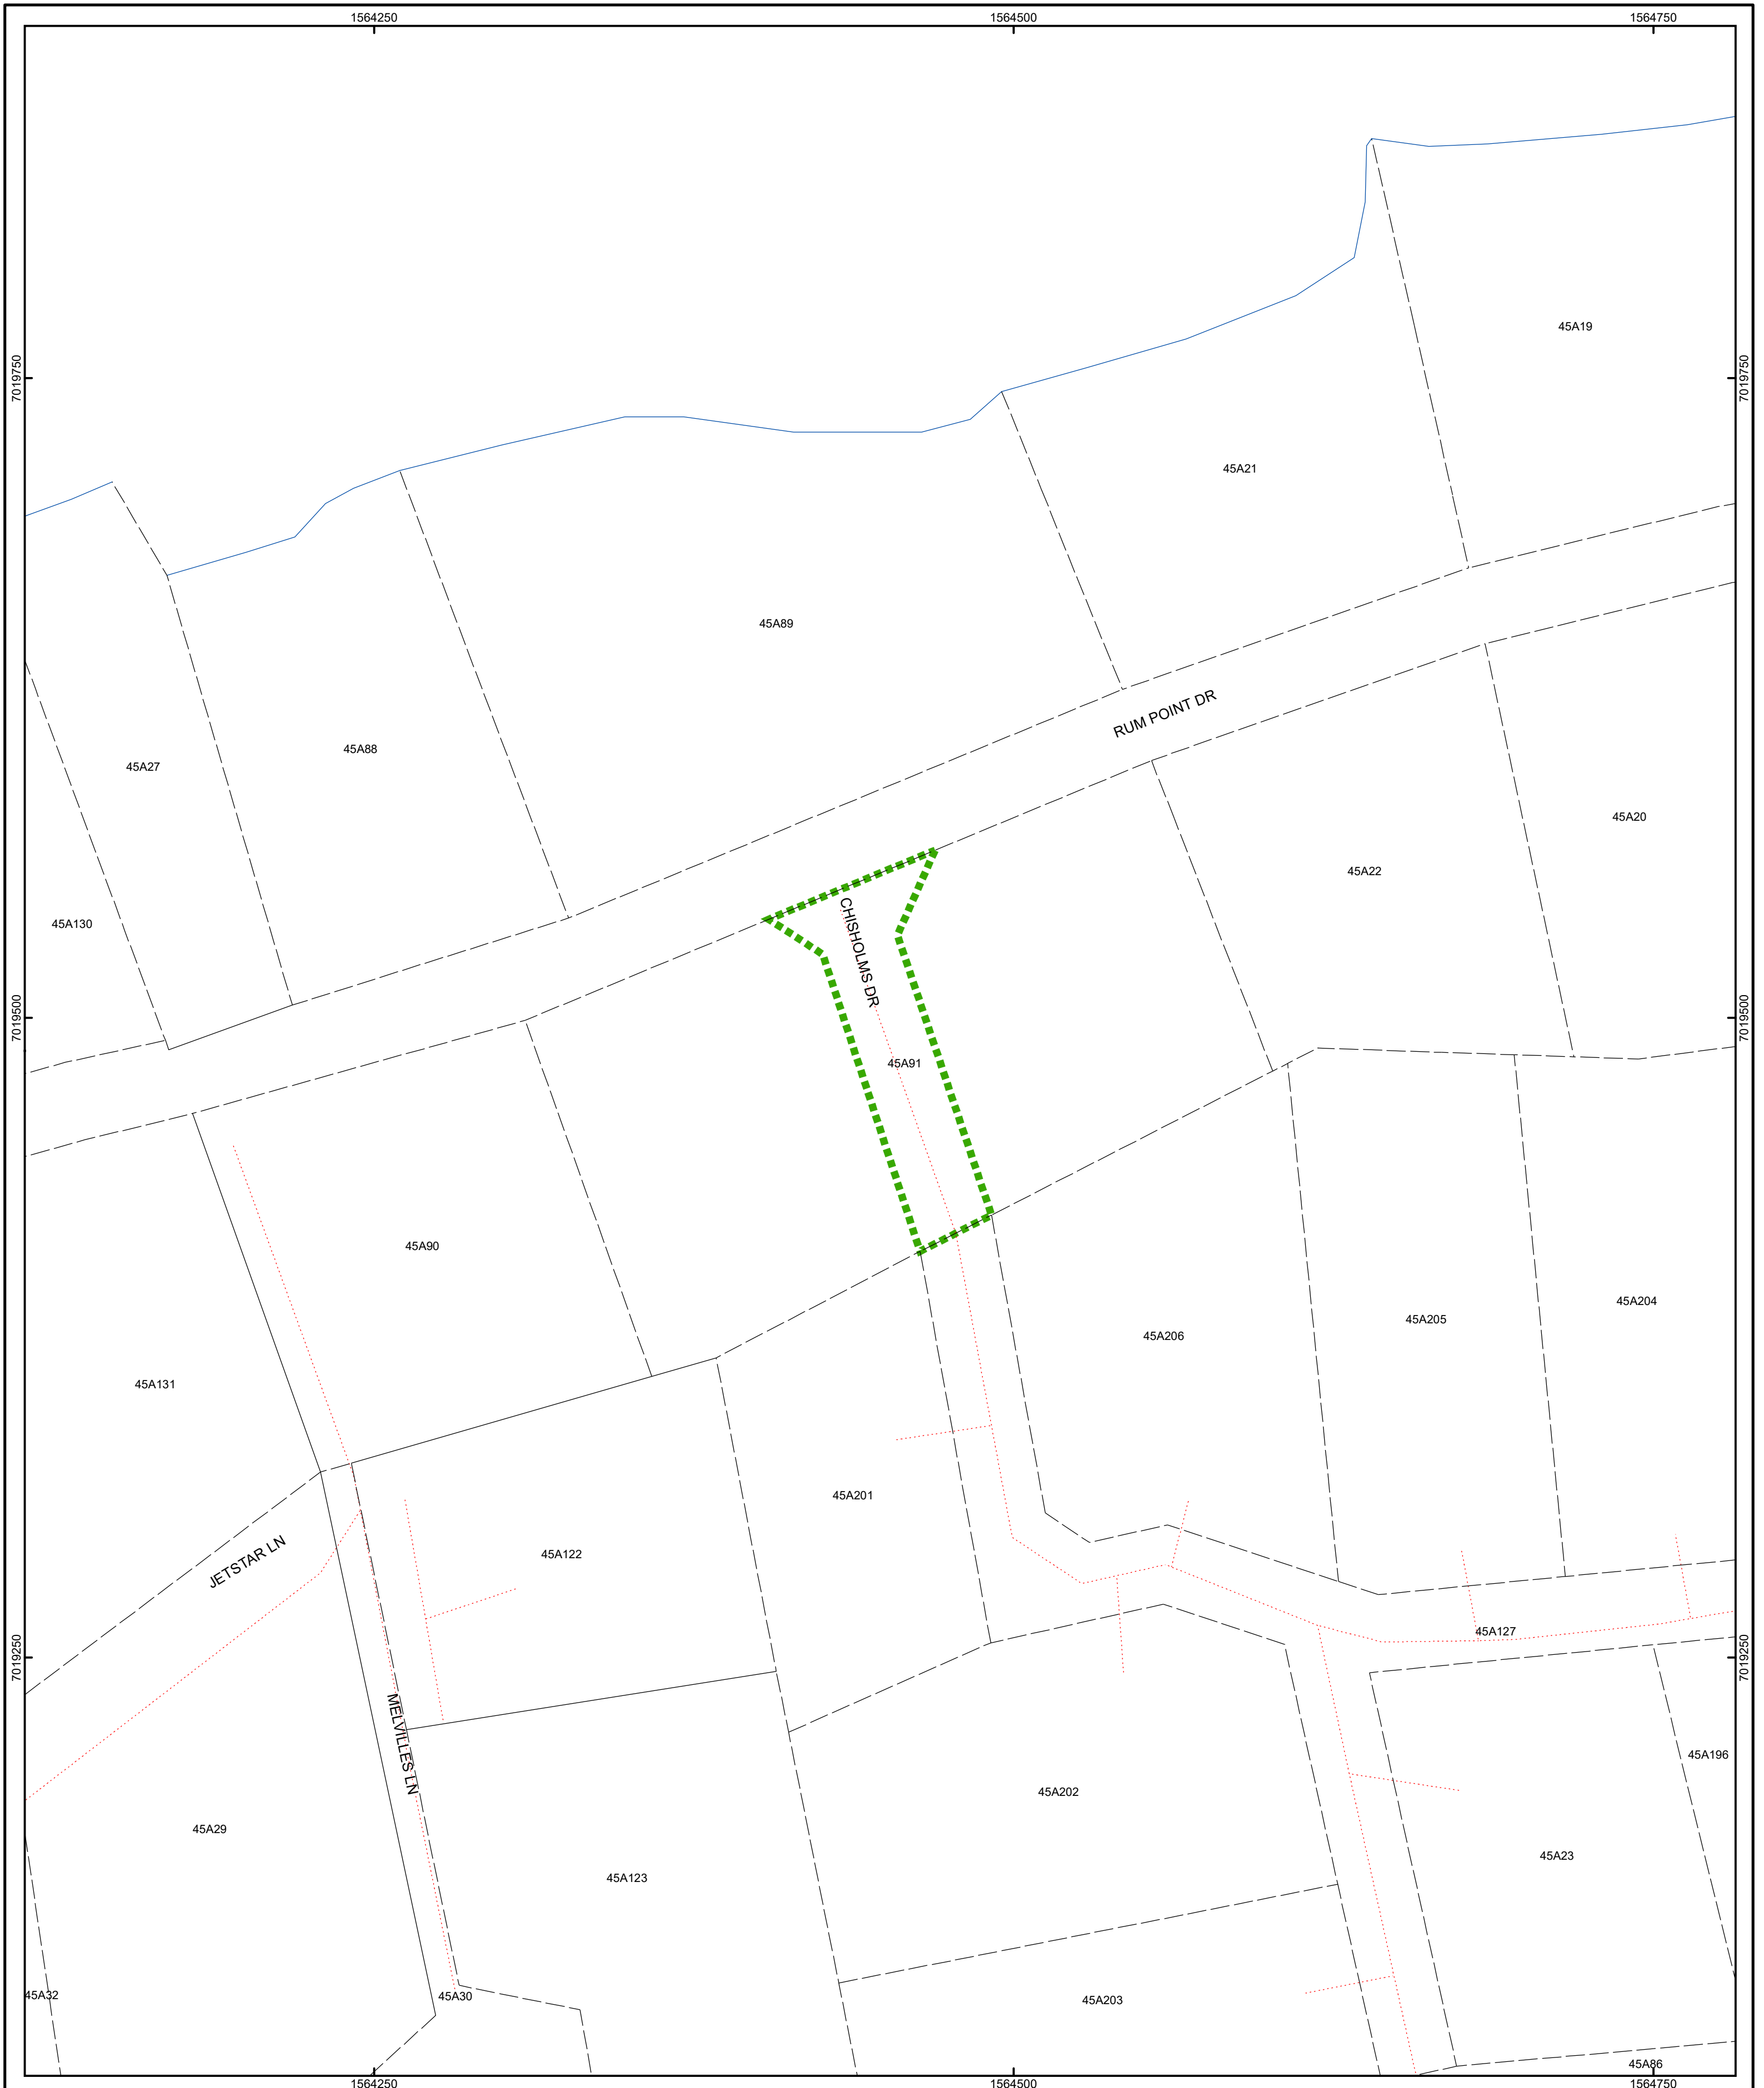 1564250
1564500
1564750
45A19
7019750
7019750
45A21
45A89
RUM POINT DR
45A88
45A27
45A20
45A22
CHISHOLMS DR
45A130
7019500
7019500
45A91
45A90
45A204
45A205
45A206
45A131
45A201
JETSTAR LN
45A122
45A127
7019250
7019250
MELVILLES LN
45A196
45A202
45A29
45A23
45A123
45A32
45A30
45A203
45A86
1564250
1564500
1564750